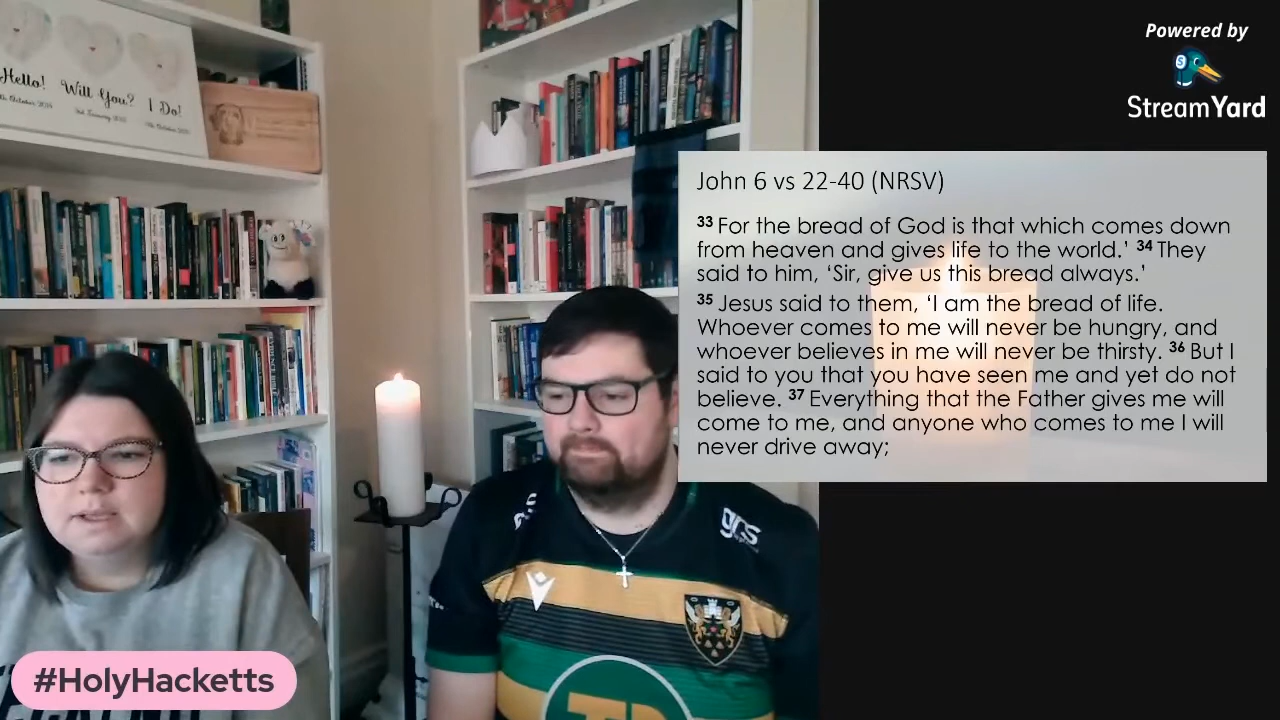 Hello!
Will You?
I Do!
Powered by
StreamYard
John 6 vs 22-40 (NRSV)
33 For the bread of God is that which comes down
from heaven and gives life to the world.’ 34 They
said to him, ‘Sir, give us this bread always.’
35 Jesus said to them, ‘I am the bread of life.
Whoever comes to me will never be hungry, and
whoever believes in me will never be thirsty. 36 But I
said to you that you have seen me and yet do not
believe. 37 Everything that the Father gives me will
come to me, and anyone who comes to me I will
never drive away;
grs
#HolyHacketts